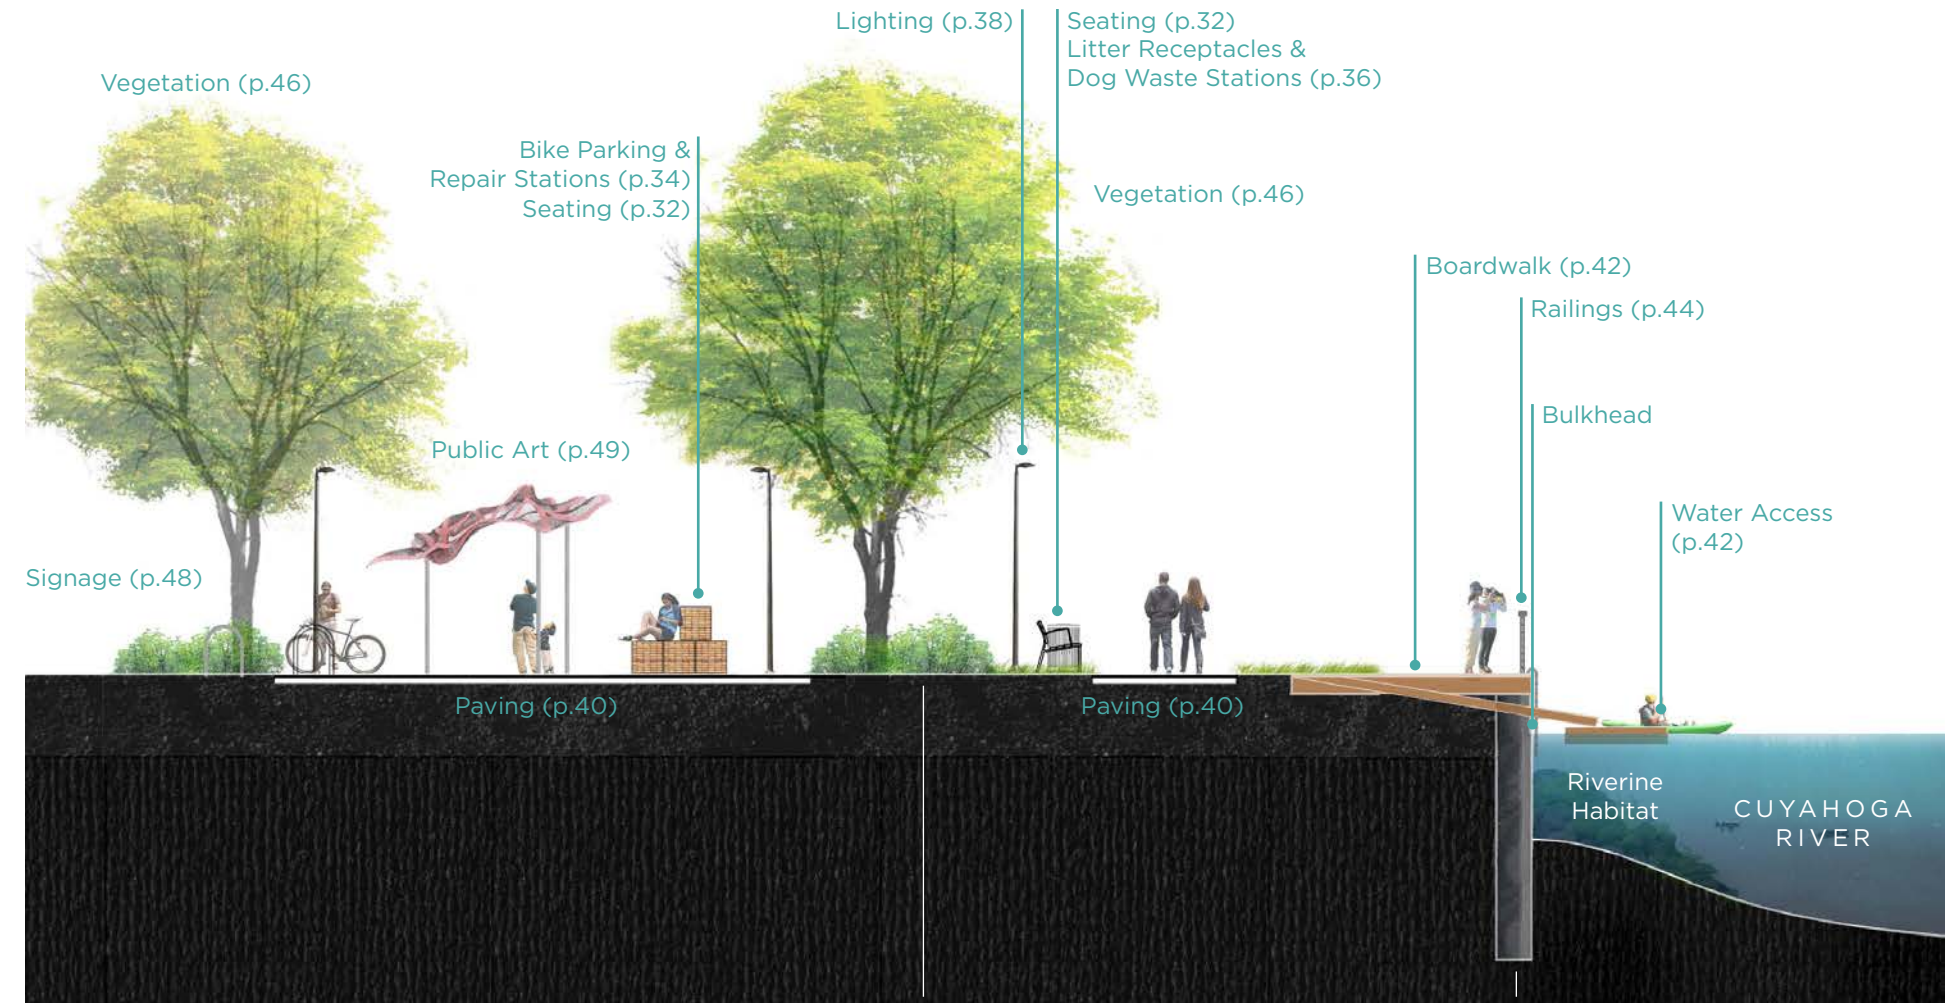 Lighting (p.38)
Seating (p.32)
Litter Receptacles &
Dog Waste Stations (p.36)
Vegetation (p.46)
Bike Parking &
Repair Stations (p.34)
Seating (p.32)
Vegetation (p.46)
Boardwalk (p.42)
Railings (p.44)
Bulkhead
Public Art (p.49)
Water Access
(p.42)
Signage (p.48)
Paving (p.40)
Paving (p.40)
Riverine
Habitat
CUYAHOGA
RIVER